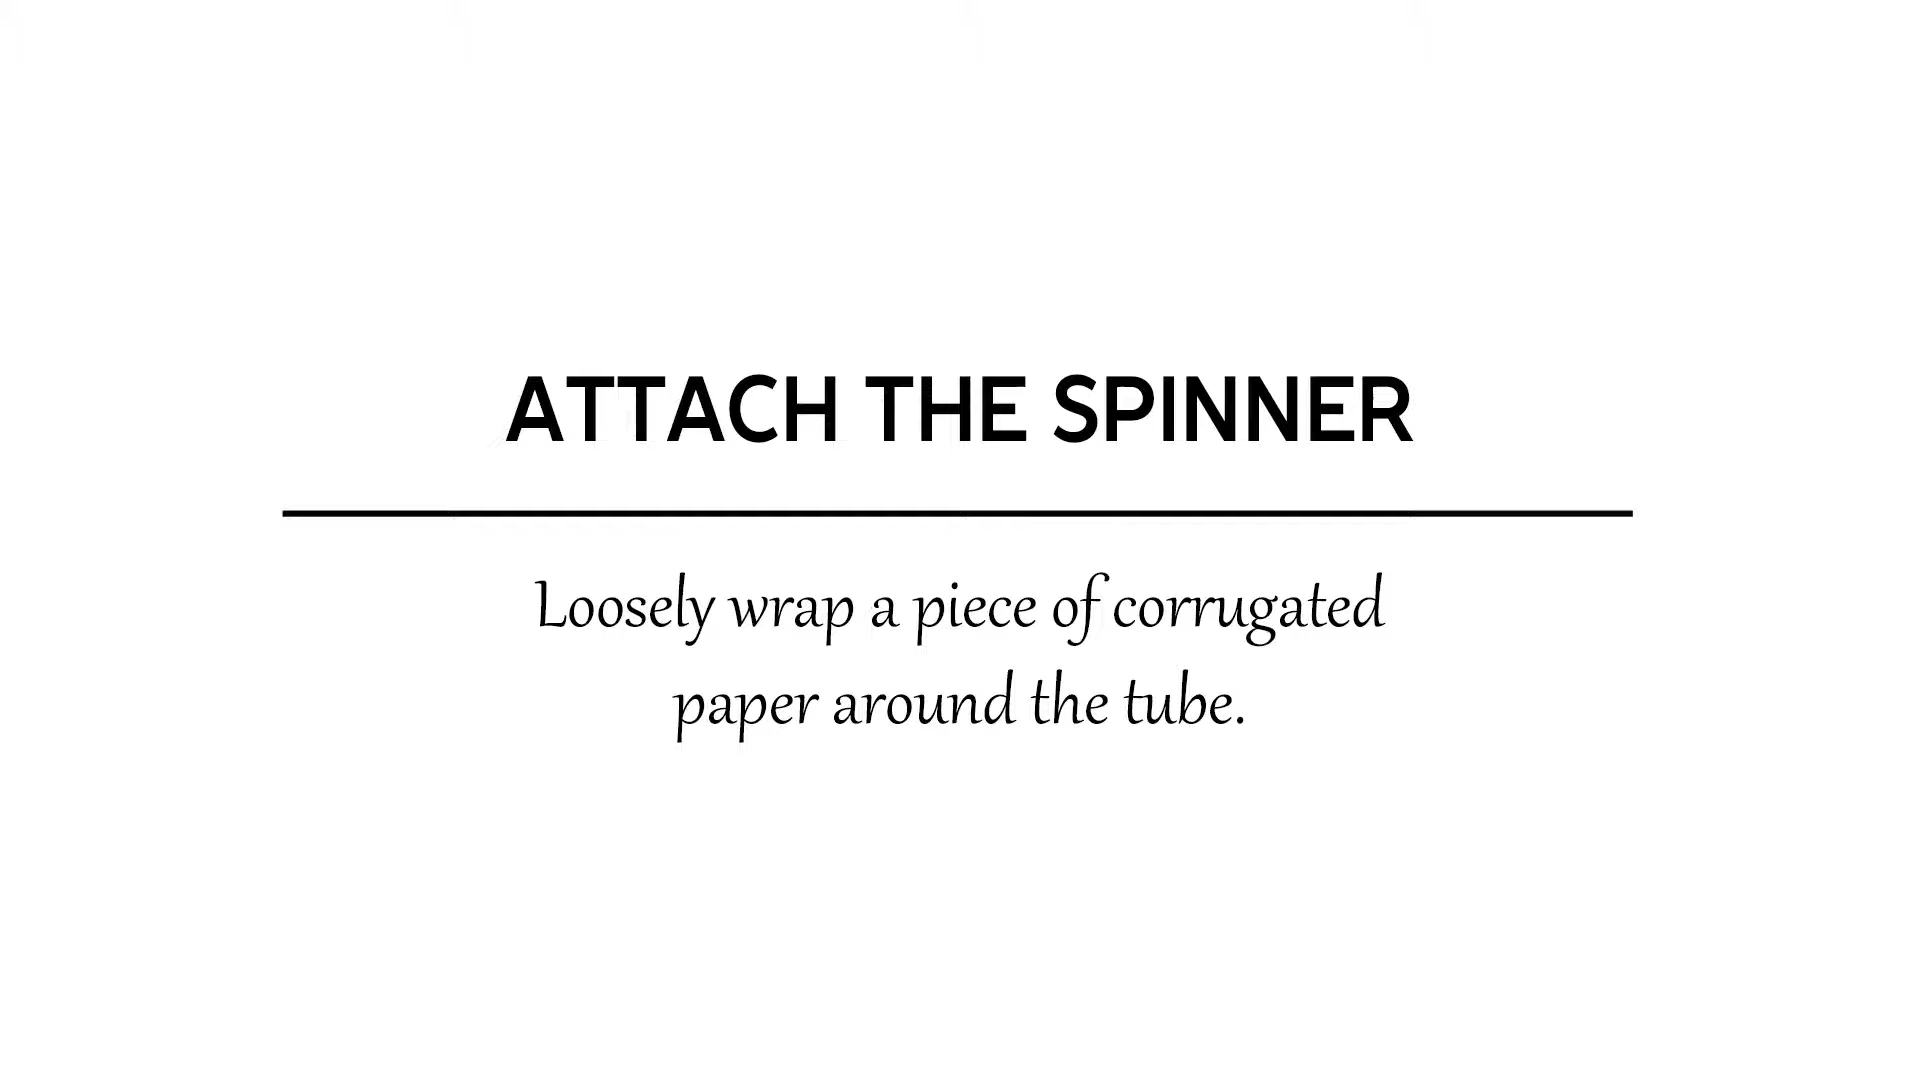 ATTACH THE SPINNER
Loosely wrap a piece of corrugated
paper around the tube.